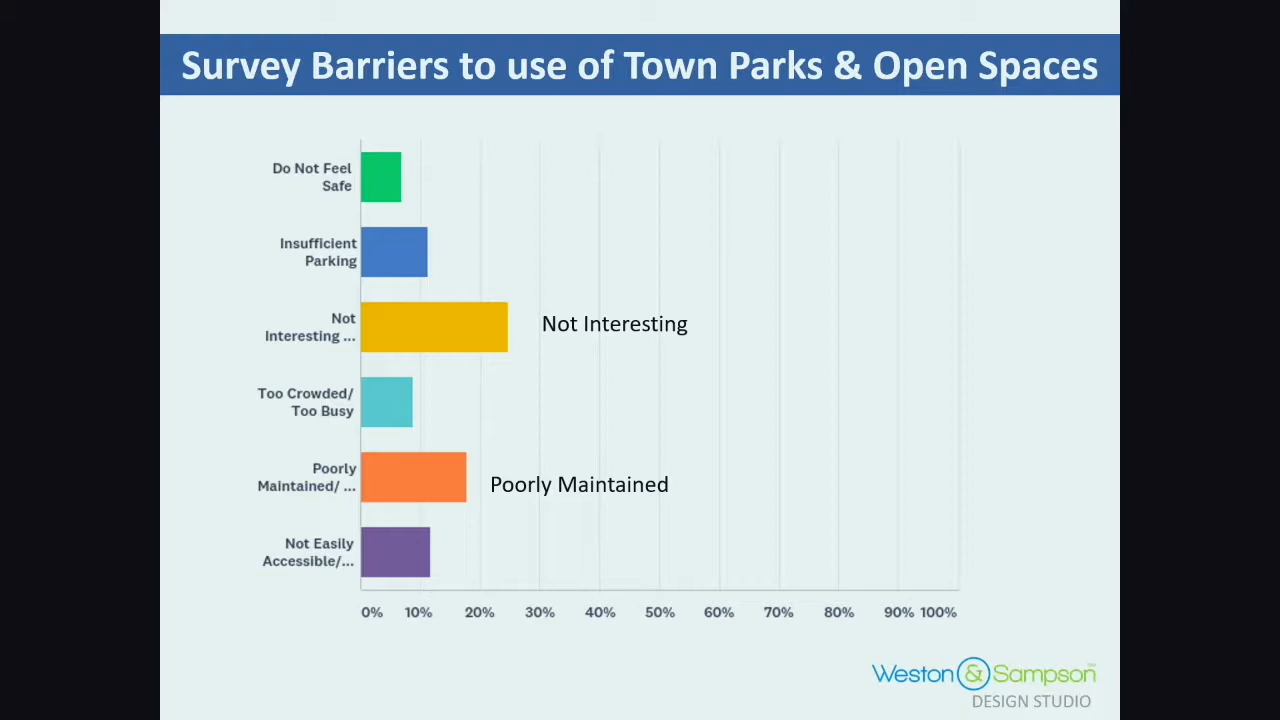 Survey Barriers to use of Town Parks & Open Spaces
Do Not Feel
Safe
Insufficient
Parking
Not
Interesting ...
Not Interesting
Too Crowded/
Too Busy
Poorly
Maintained/ ...
Poorly Maintained
Not Easily
Accessible/...
0% 10% 20% 30% 40% 50% 60% 70% 80% 90% 100%
Weston & Sampson
DESIGN STUDIO